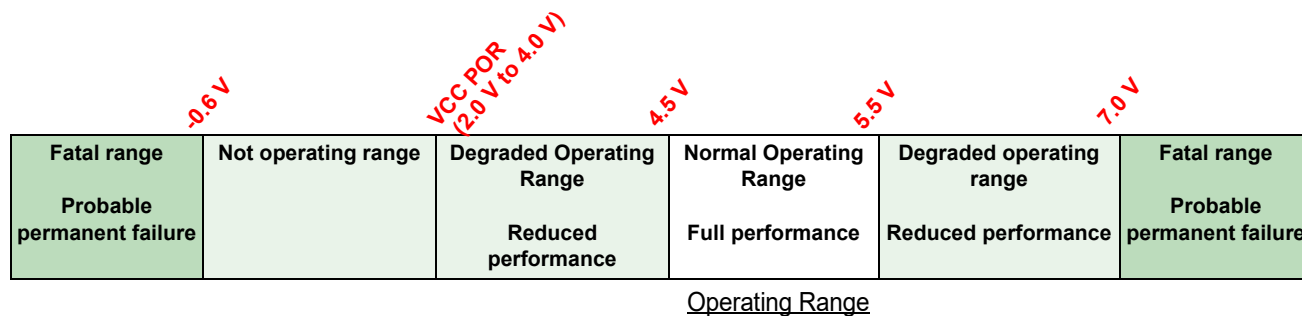 -0.6 V
VCC POR
(2.0 V to 4.0 V)
4.5 V
5.5 V
7.0 V
Fatal range
Probable
permanent failure
Not operating range
Degraded Operating
Range
Reduced
performance
Normal Operating
Range
Full performance
Degraded operating
range
Reduced performance
Fatal range
Probable
permanent failure
Operating Range